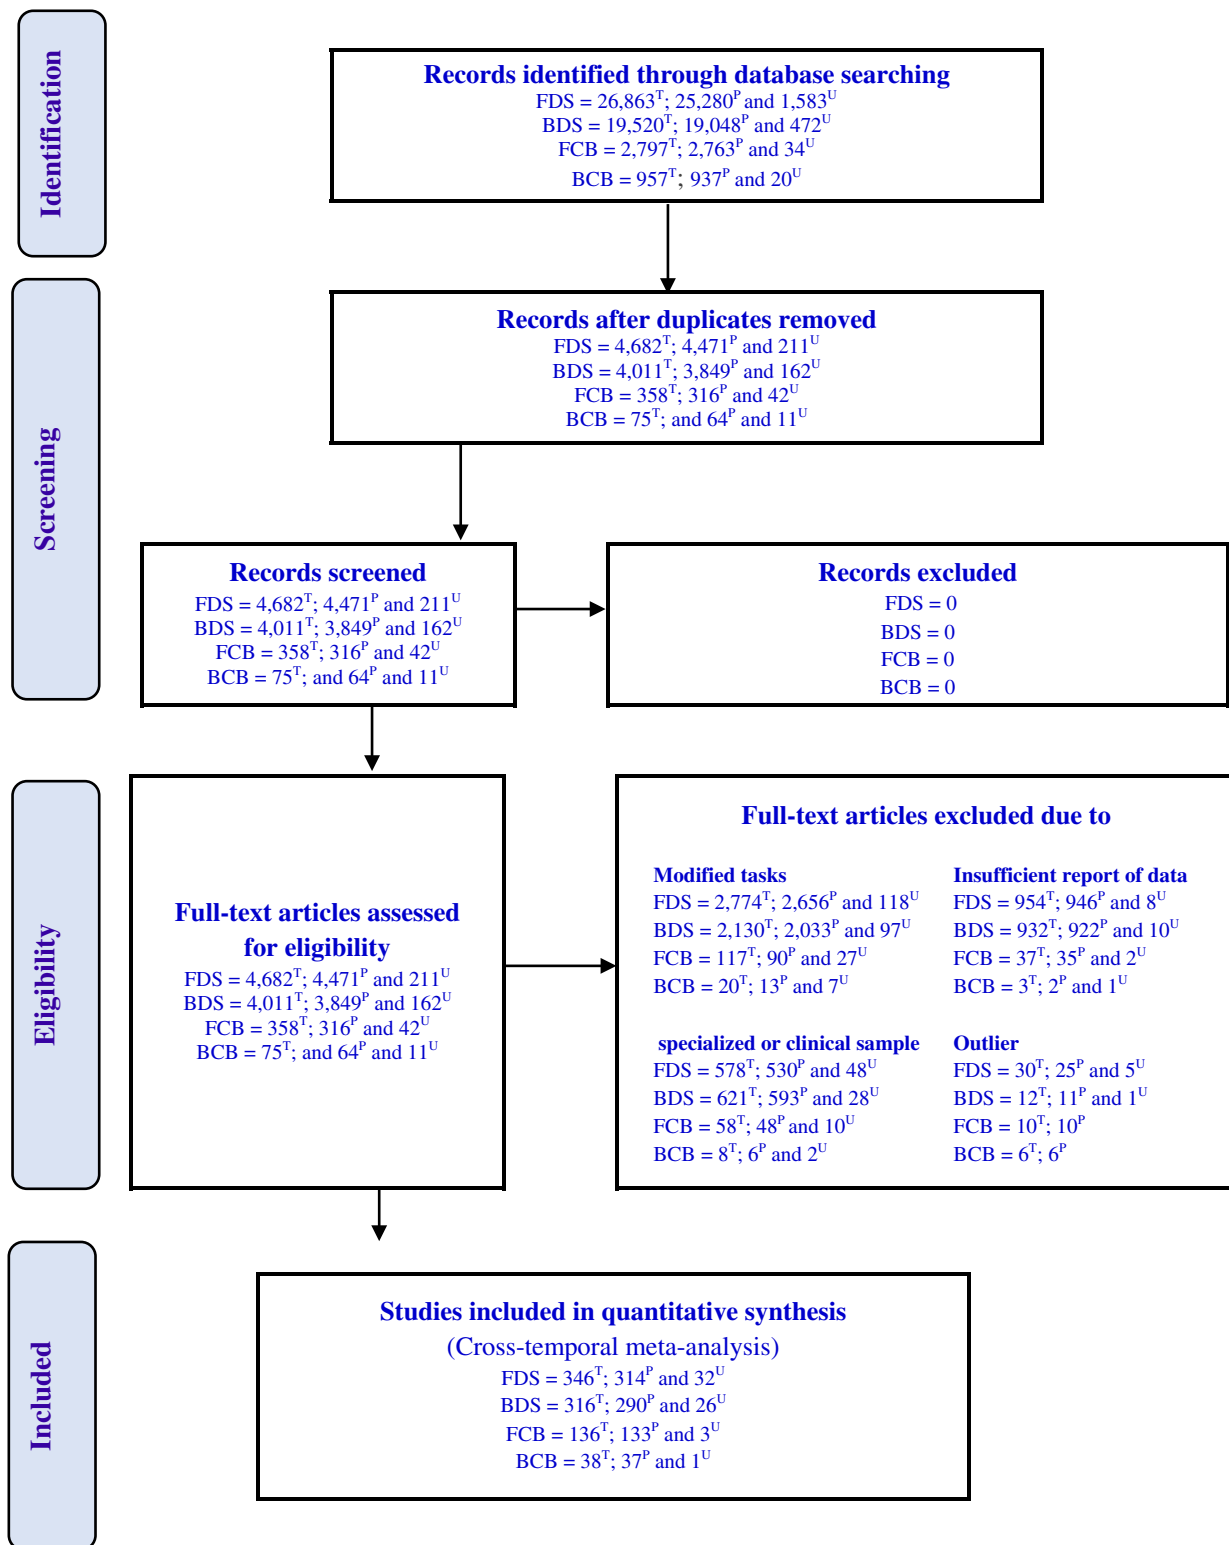 Identification
Records identified through database searching
FDS = 26,863T; 25,280P and 1,583U
BDS = 19,520T; 19,048P and 472U
FCB = 2,797T; 2,763P and 34U
BCB = 957T; 937P and 20U
Screening
Records after duplicates removed
FDS = 4,682T; 4,471P and 211U
BDS = 4,011T; 3,849P and 162U
FCB = 358T; 316P and 42U
BCB = 75T; and 64P and 11U
Records screened
FDS = 4,682T; 4,471P and 211U
BDS = 4,011T; 3,849P and 162U
FCB = 358T; 316P and 42U
BCB = 75T; and 64P and 11U
Records excluded
FDS = 0
BDS = 0
FCB = 0
BCB = 0
Eligibility
Full-text articles assessed
for eligibility
FDS = 4,682T; 4,471P and 211U
BDS = 4,011T; 3,849P and 162U
FCB = 358T; 316P and 42U
BCB = 75T; and 64P and 11U
Full-text articles excluded due to
Modified tasks
FDS = 2,774T; 2,656P and 118U
BDS = 2,130T; 2,033P and 97U
FCB = 117T; 90P and 27U
BCB = 20T; 13P and 7U
Insufficient report of data
FDS = 954T; 946P and 8U
BDS = 932T; 922P and 10U
FCB = 37T; 35P and 2U
BCB = 3T; 2P and 1U
specialized or clinical sample
FDS = 578T; 530P and 48U
BDS = 621T; 593P and 28U
FCB = 58T; 48P and 10U
BCB = 8T; 6P and 2U
Outlier
FDS = 30T; 25P and 5U
BDS = 12T; 11P and 1U
FCB = 10T; 10P
BCB = 6T; 6P
Included
Studies included in quantitative synthesis
(Cross-temporal meta-analysis)
FDS = 346T; 314P and 32U
BDS = 316T; 290P and 26U
FCB = 136T; 133P and 3U
BCB = 38T; 37P and 1U